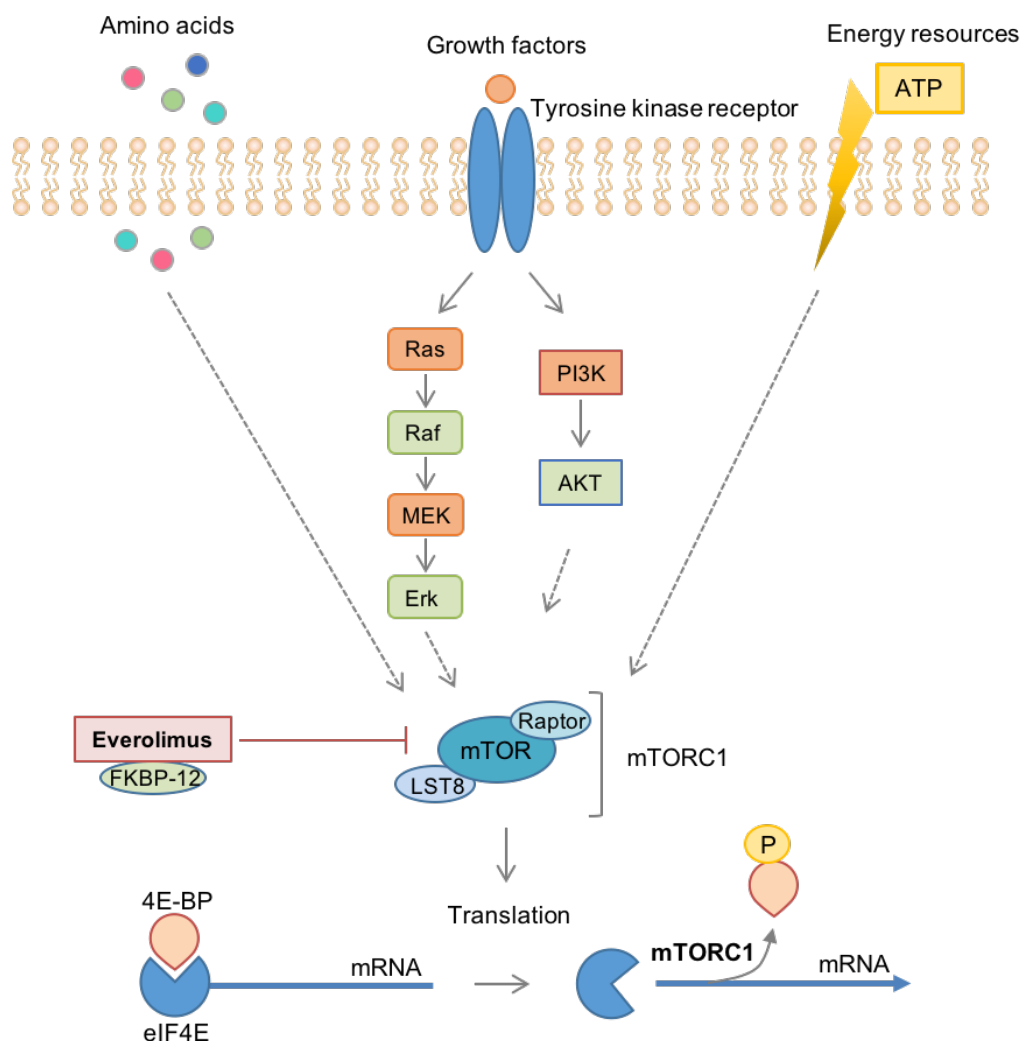 Amino acids
Growth factors
Energy resources
ATP
Tyrosine kinase receptor
Ras
Raf
MEK
Erk
PI3K
AKT
Everolimus
FKBP-12
Raptor
mTOR
LST8
mTORC1
Translation
4E-BP
mRNA
eIF4E
P
mTORC1
mRNA